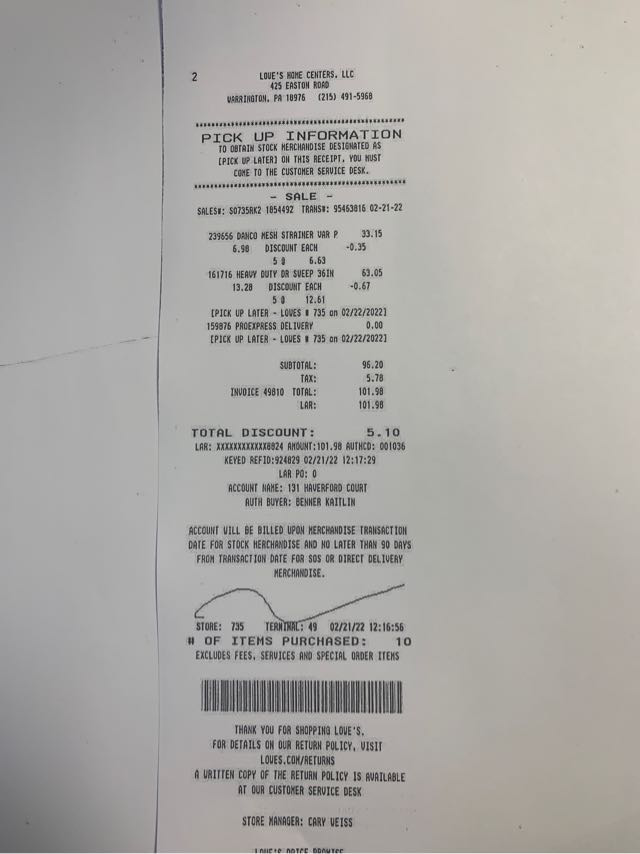 2 LOWE'S HOME CENTERS, LLC
425 EASTON ROAD
WARRINGTON, PA 18976 (215) 491-5968
****************************************
PICK UP INFORMATION
TO OBTAIN STOCK MERCHANDISE DESIGNATED AS
[PICK UP LATER] ON THIS RECEIPT, YOU MUST
COME TO THE CUSTOMER SERVICE DESK.
****************************************
- SALE -
SALES#: S0735RK2 1854492 TRANS#: 95463816 02-21-22
239656 DANCO MESH STRAINER WAR P 33.15
6.98 DISCOUNT EACH -0.35
5 @ 6.63
161716 HEAVY DUTY DR SWEEP 36IN 63.05
13.28 DISCOUNT EACH -0.67
5 @ 12.61
[PICK UP LATER - LOWES # 735 on 02/22/2022]
159876 PROEXPRESS DELIVERY 0.00
[PICK UP LATER - LOWES # 735 on 02/22/2022]
SUBTOTAL: 96.20
TAX: 5.78
INVOICE 49810 TOTAL: 101.98
LAR: 101.98
TOTAL DISCOUNT: 5.10
LAR: XXXXXXXXXXXX8824 AMOUNT:101.98 AUTHCD: 001036
KEYED REFID:924829 02/21/22 12:17:29
LAR PO: 0
ACCOUNT NAME: 131 HAVERFORD COURT
AUTH BUYER: BENNER KAITLIN
ACCOUNT WILL BE BILLED UPON MERCHANDISE TRANSACTION
DATE FOR STOCK MERCHANDISE AND NO LATER THAN 90 DAYS
FROM TRANSACTION DATE FOR SOS OR DIRECT DELIVERY
MERCHANDISE.
STORE: 735 TERMINAL: 49 02/21/22 12:16:56
# OF ITEMS PURCHASED: 10
EXCLUDES FEES, SERVICES AND SPECIAL ORDER ITEMS
THANK YOU FOR SHOPPING LOWE'S.
FOR DETAILS ON OUR RETURN POLICY, VISIT
LOWES.COM/RETURNS
A WRITTEN COPY OF THE RETURN POLICY IS AVAILABLE
AT OUR CUSTOMER SERVICE DESK
STORE MANAGER: CARY WEISS
LOWE'S PRICE PROMISE